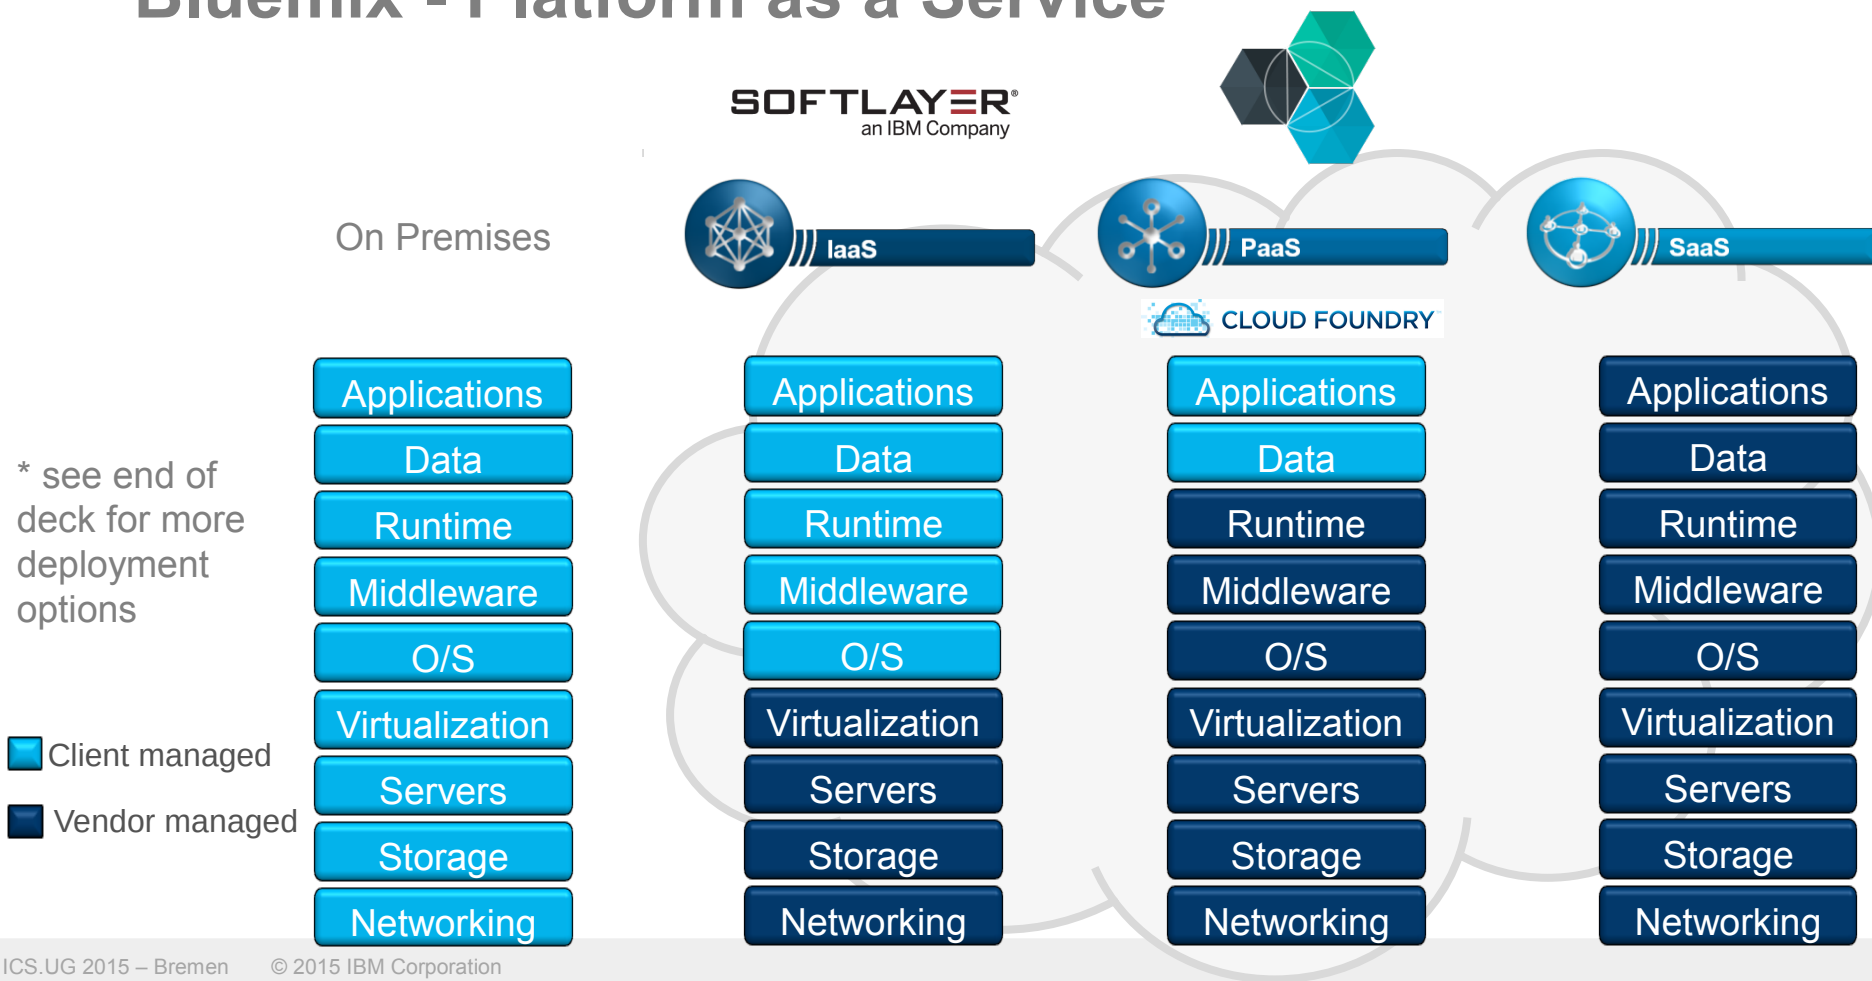 Bluemix - Platform as a Service
SOFTLAYER®
an IBM Company
On Premises
IaaS
PaaS
SaaS
CLOUD FOUNDRY
Applications
Data
Runtime
Middleware
O/S
Virtualization
Servers
Storage
Networking
Applications
Data
Runtime
Middleware
O/S
Virtualization
Servers
Storage
Networking
Applications
Data
Runtime
Middleware
O/S
Virtualization
Servers
Storage
Networking
Applications
Data
Runtime
Middleware
O/S
Virtualization
Servers
Storage
Networking
* see end of
deck for more
deployment
options
Client managed
Vendor managed
ICS.UG 2015 – Bremen © 2015 IBM Corporation